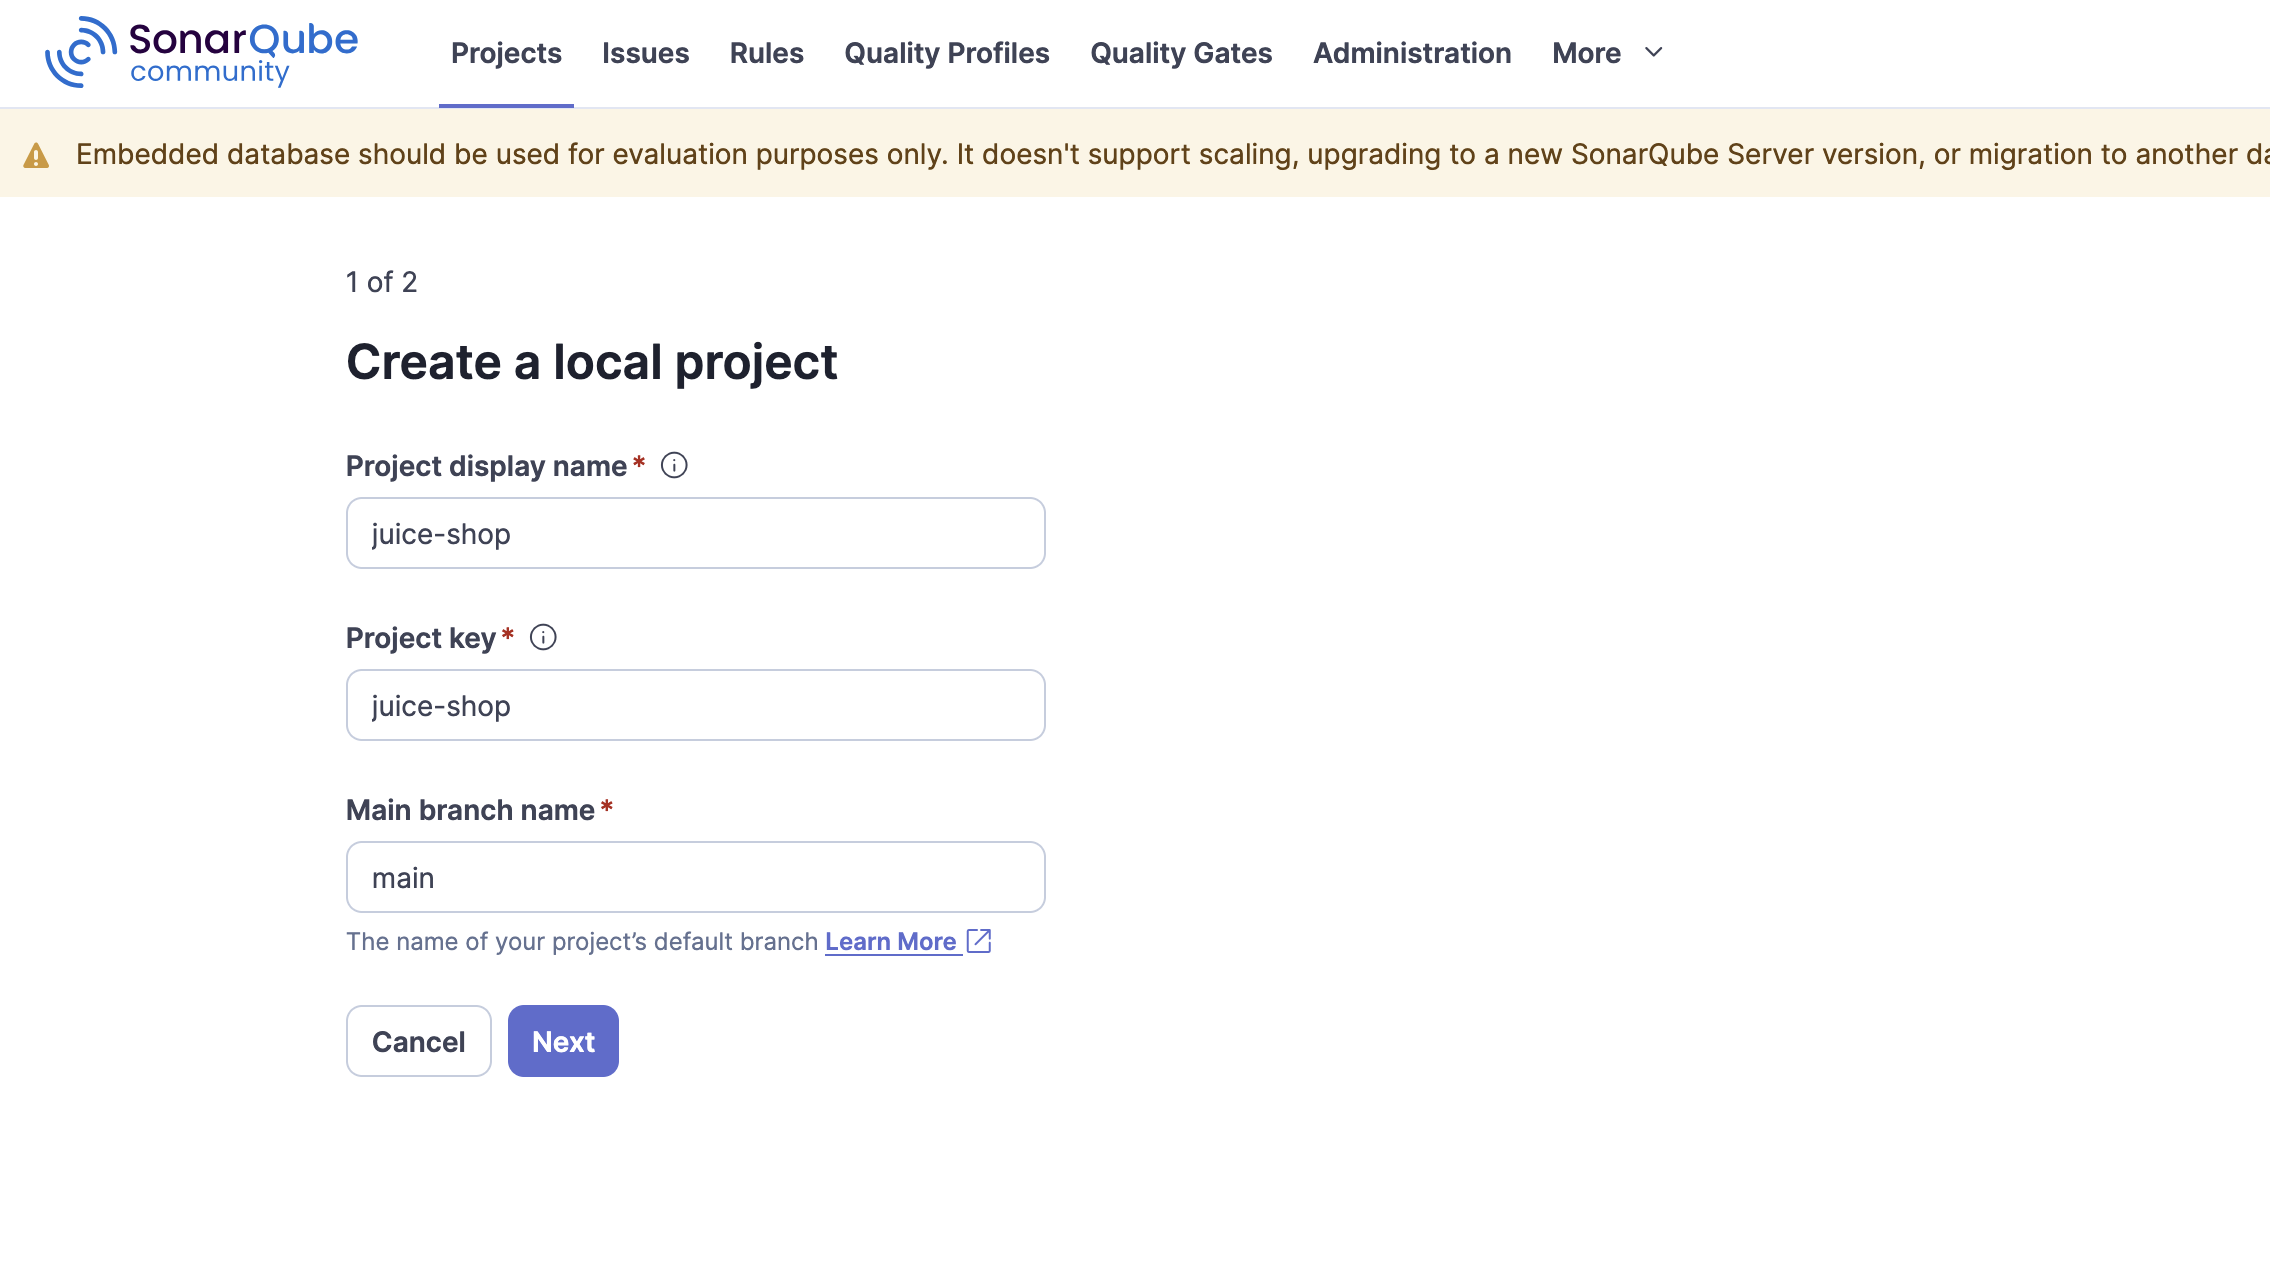 SonarQube
community
Projects Issues Rules Quality Profiles Quality Gates Administration More
Embedded database should be used for evaluation purposes only. It doesn't support scaling, upgrading to a new SonarQube Server version, or migration to another da
1 of 2
Create a local project
Project display name*
juice-shop
Project key*
juice-shop
Main branch name*
main
The name of your project’s default branch Learn More
Cancel Next